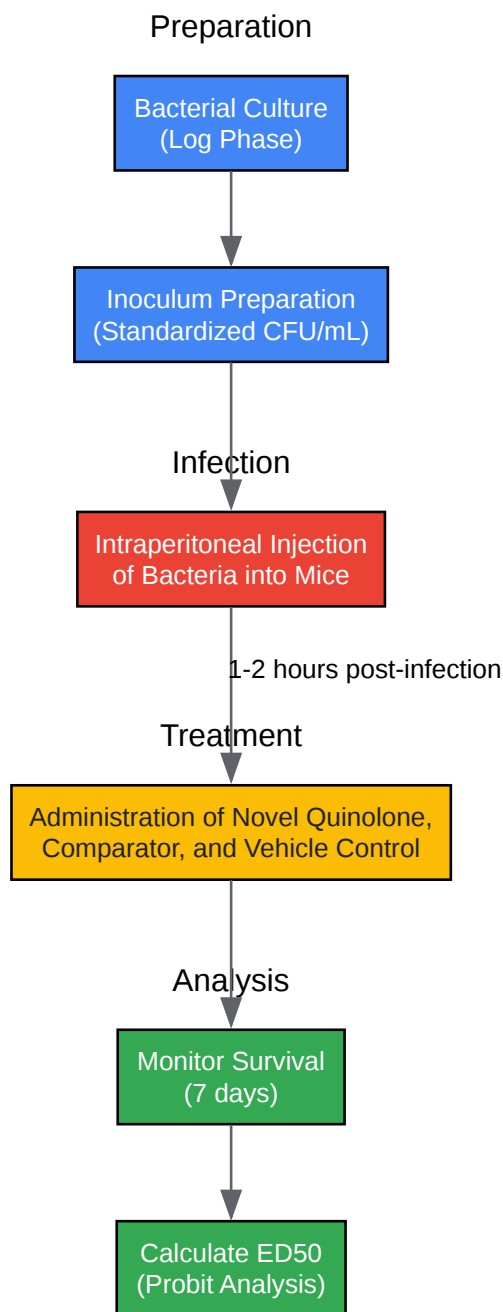 Preparation
Bacterial Culture
(Log Phase)
Inoculum Preparation
(Standardized CFU/mL)
Infection
Intraperitoneal Injection
of Bacteria into Mice
1-2 hours post-infection
Treatment
Administration of Novel Quinolone,
Comparator, and Vehicle Control
Analysis
Monitor Survival
(7 days)
Calculate ED50
(Probit Analysis)